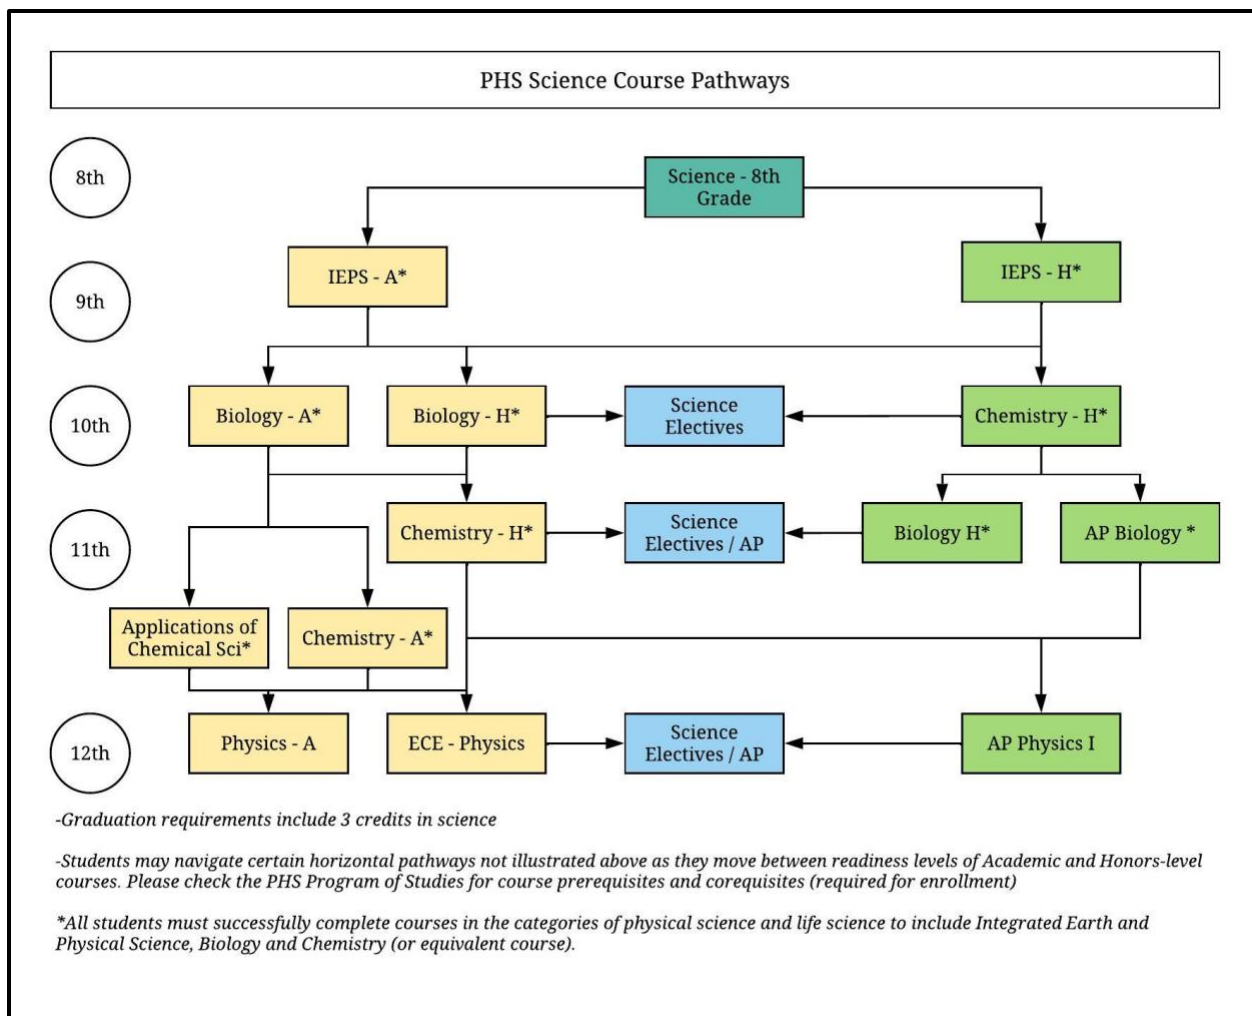 PHS Science Course Pathways
8th
Science - 8th
Grade
IEPS - A*
IEPS - H*
9th
Biology - A*
Biology - H*
Science
Electives
Chemistry - H*
10th
Chemistry - H*
Science
Electives / AP
Biology H*
AP Biology *
11th
Applications of
Chemical Sci*
Chemistry - A*
Physics - A
ECE - Physics
Science
Electives / AP
AP Physics I
12th
-Graduation requirements include 3 credits in science
-Students may navigate certain horizontal pathways not illustrated above as they move between readiness levels of Academic and Honors-level
courses. Please check the PHS Program of Studies for course prerequisites and corequisites (required for enrollment)
*All students must successfully complete courses in the categories of physical science and life science to include Integrated Earth and
Physical Science, Biology and Chemistry (or equivalent course).